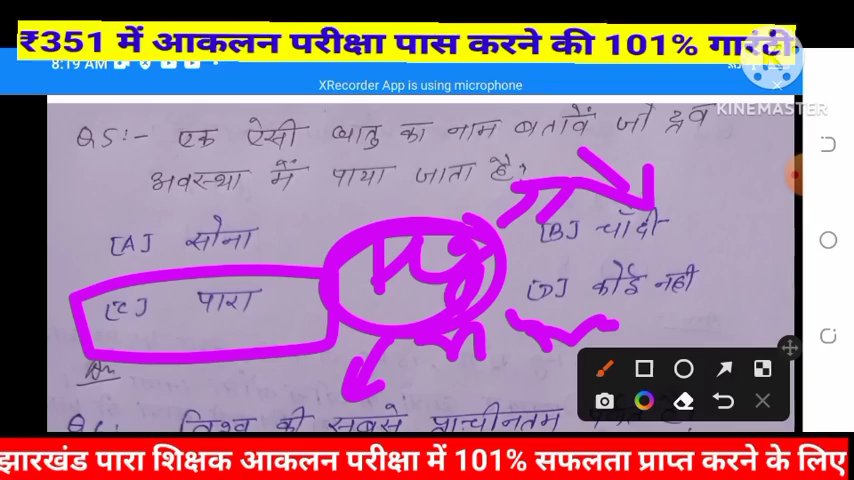 ₹351 में आकलन परीक्षा पास करने की 101% गारंटी
8:19 AM
XRecorder App is using microphone
KINEMASTER
Q5:- एक ऐसी धातु का नाम बतावें जो द्रव
अवस्था में पाया जाता है?
[A] सोना
[B] चाँदी
[C] पारा
[D] कोई नही
Ans
विश्व की सबसे प्राचीनतम
झारखंड पारा शिक्षक आकलन परीक्षा में 101% सफलता प्राप्त करने के लिए